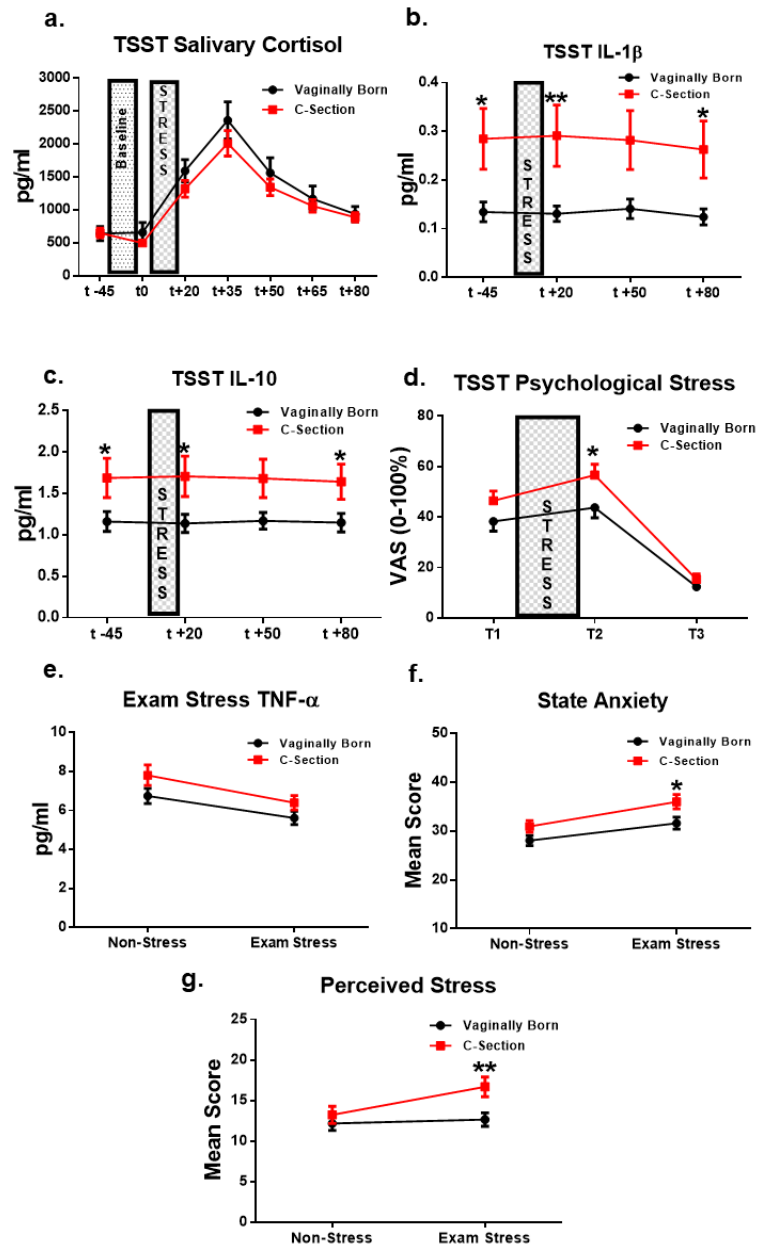 a.
TSST Salivary Cortisol
Vaginally Born
C-Section
pg/ml
3000
2500
2000
1500
1000
500
0
Baseline
STRESS
t -45 t0 t+20 t+35 t+50 t+65 t+80
b.
TSST IL-1β
Vaginally Born
C-Section
pg/ml
0.4
0.3
0.2
0.1
0.0
* ** *
STRESS
t -45 t +20 t +50 t +80
c.
TSST IL-10
Vaginally Born
C-Section
pg/ml
2.5
2.0
1.5
1.0
0.5
0.0
* * *
STRESS
t -45 t +20 t +50 t +80
d.
TSST Psychological Stress
Vaginally Born
C-Section
VAS (0-100%)
80
60
40
20
0
*
STRESS
T1 T2 T3
e.
Exam Stress TNF-α
Vaginally Born
C-Section
pg/ml
10
8
6
4
2
0
Non-Stress Exam Stress
f.
State Anxiety
Vaginally Born
C-Section
Mean Score
50
40
30
20
10
*
Non-Stress Exam Stress
g.
Perceived Stress
Vaginally Born
C-Section
Mean Score
25
20
15
10
5
0
**
Non-Stress Exam Stress